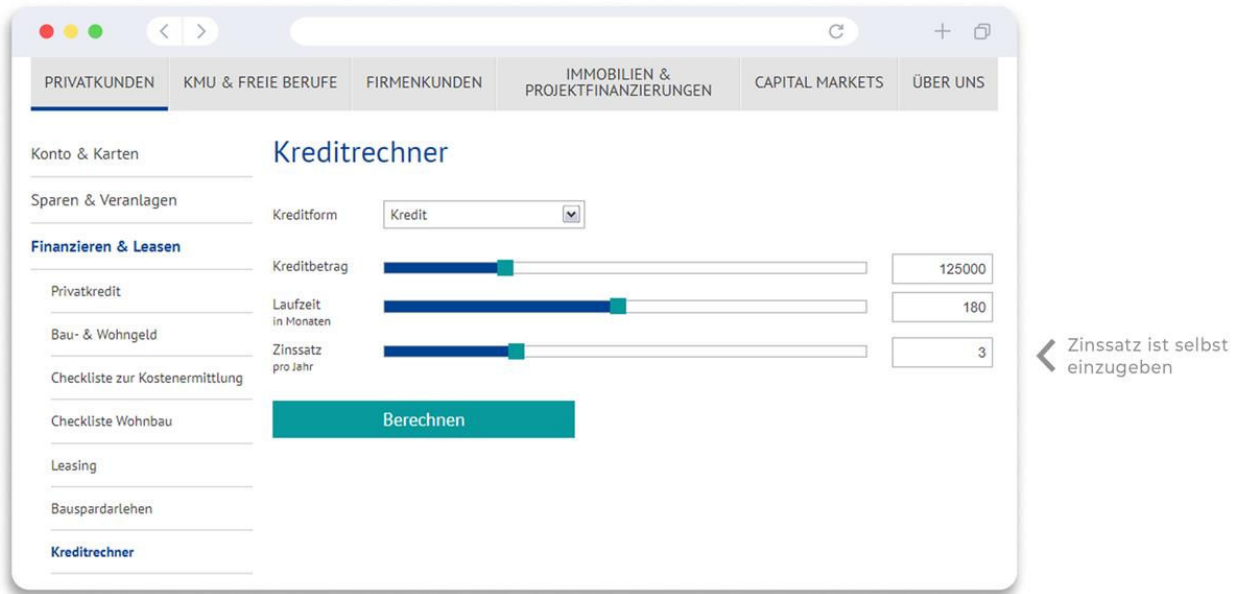 PRIVATKUNDEN KMU & FREIE BERUFE FIRMENKUNDEN IMMOBILIEN & PROJEKTFINANZIERUNGEN CAPITAL MARKETS ÜBER UNS
Konto & Karten
Sparen & Veranlagen
Finanzieren & Leasen
Privatkredit
Bau- & Wohngeld
Checkliste zur Kostenermittlung
Checkliste Wohnbau
Leasing
Bauspardarlehen
Kreditrechner
Kreditrechner
Kreditform Kredit
Kreditbetrag 125000
Laufzeit 180
in Monaten
Zinssatz 3
pro Jahr
Berechnen
Zinssatz ist selbst
einzugeben